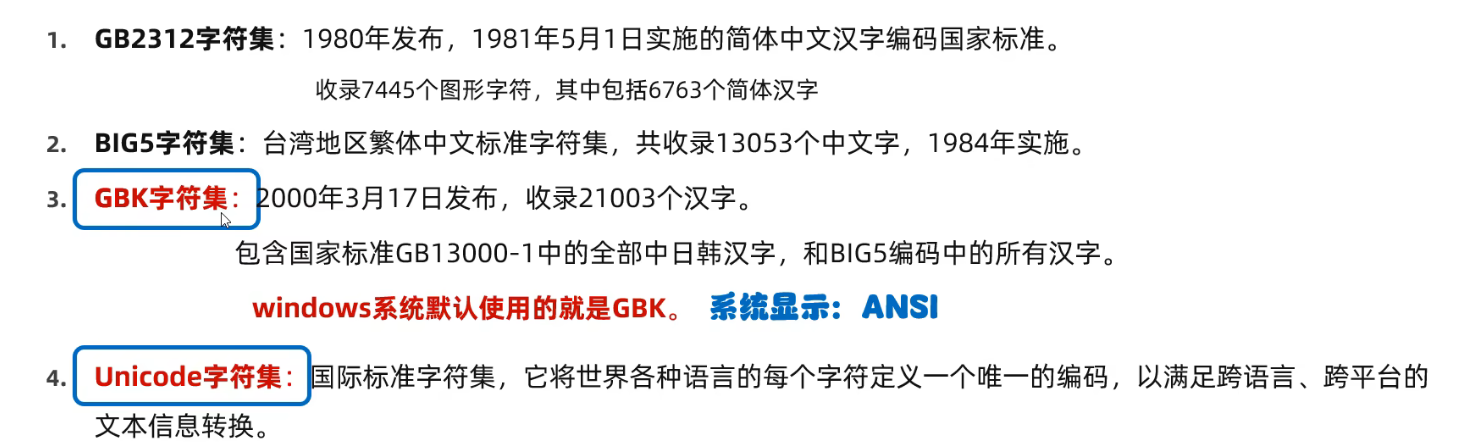 1. GB2312字符集：1980年发布，1981年5月1日实施的简体中文汉字编码国家标准。
收录7445个图形字符，其中包括6763个简体汉字
2. BIG5字符集：台湾地区繁体中文标准字符集，共收录13053个中文字，1984年实施。
3. GBK字符集：2000年3月17日发布，收录21003个汉字。
包含国家标准GB13000-1中的全部中日韩汉字，和BIG5编码中的所有汉字。
windows系统默认使用的就是GBK。 系统显示：ANSI
4. Unicode字符集：国际标准字符集，它将世界各种语言的每个字符定义一个唯一的编码，以满足跨语言、跨平台的
文本信息转换。